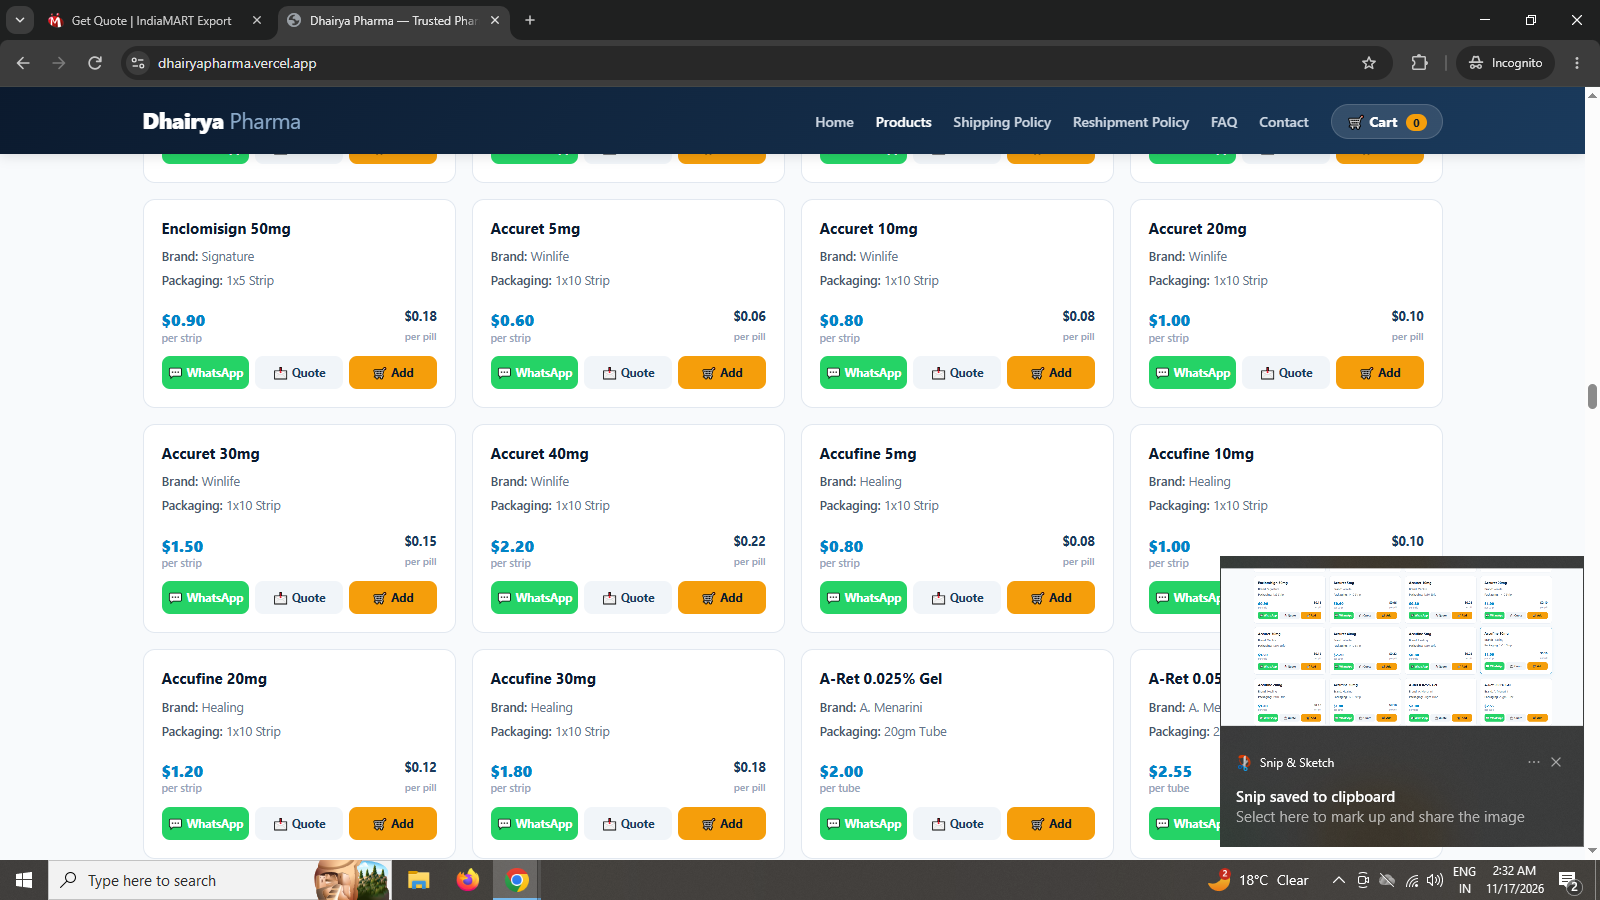 Get Quote | IndiaMART Export
Dhairya Pharma — Trusted Phar
dhairyapharma.vercel.app
Incognito
Dhairya Pharma
Home
Products
Shipping Policy
Reshipment Policy
FAQ
Contact
Cart 0
Enclomisign 50mg
Brand: Signature
Packaging: 1x5 Strip
$0.90
per strip
$0.18
per pill
WhatsApp
Quote
Add
Accuret 5mg
Brand: Winlife
Packaging: 1x10 Strip
$0.60
per strip
$0.06
per pill
WhatsApp
Quote
Add
Accuret 10mg
Brand: Winlife
Packaging: 1x10 Strip
$0.80
per strip
$0.08
per pill
WhatsApp
Quote
Add
Accuret 20mg
Brand: Winlife
Packaging: 1x10 Strip
$1.00
per strip
$0.10
per pill
WhatsApp
Quote
Add
Accuret 30mg
Brand: Winlife
Packaging: 1x10 Strip
$1.50
per strip
$0.15
per pill
WhatsApp
Quote
Add
Accuret 40mg
Brand: Winlife
Packaging: 1x10 Strip
$2.20
per strip
$0.22
per pill
WhatsApp
Quote
Add
Accufine 5mg
Brand: Healing
Packaging: 1x10 Strip
$0.80
per strip
$0.08
per pill
WhatsApp
Quote
Add
Accufine 10mg
Brand: Healing
Packaging: 1x10 Strip
$1.00
per strip
$0.10
WhatsA
Accufine 20mg
Brand: Healing
Packaging: 1x10 Strip
$1.20
per strip
$0.12
per pill
WhatsApp
Quote
Add
Accufine 30mg
Brand: Healing
Packaging: 1x10 Strip
$1.80
per strip
$0.18
per pill
WhatsApp
Quote
Add
A-Ret 0.025% Gel
Brand: A. Menarini
Packaging: 20gm Tube
$2.00
per tube
WhatsApp
Quote
Add
A-Ret 0.05
Brand: A. Me
Packaging: 2
$2.55
per tube
WhatsA
Snip & Sketch
Snip saved to clipboard
Select here to mark up and share the image
Type here to search
2
18°C Clear
ENG
IN
2:32 AM
11/17/2026
2